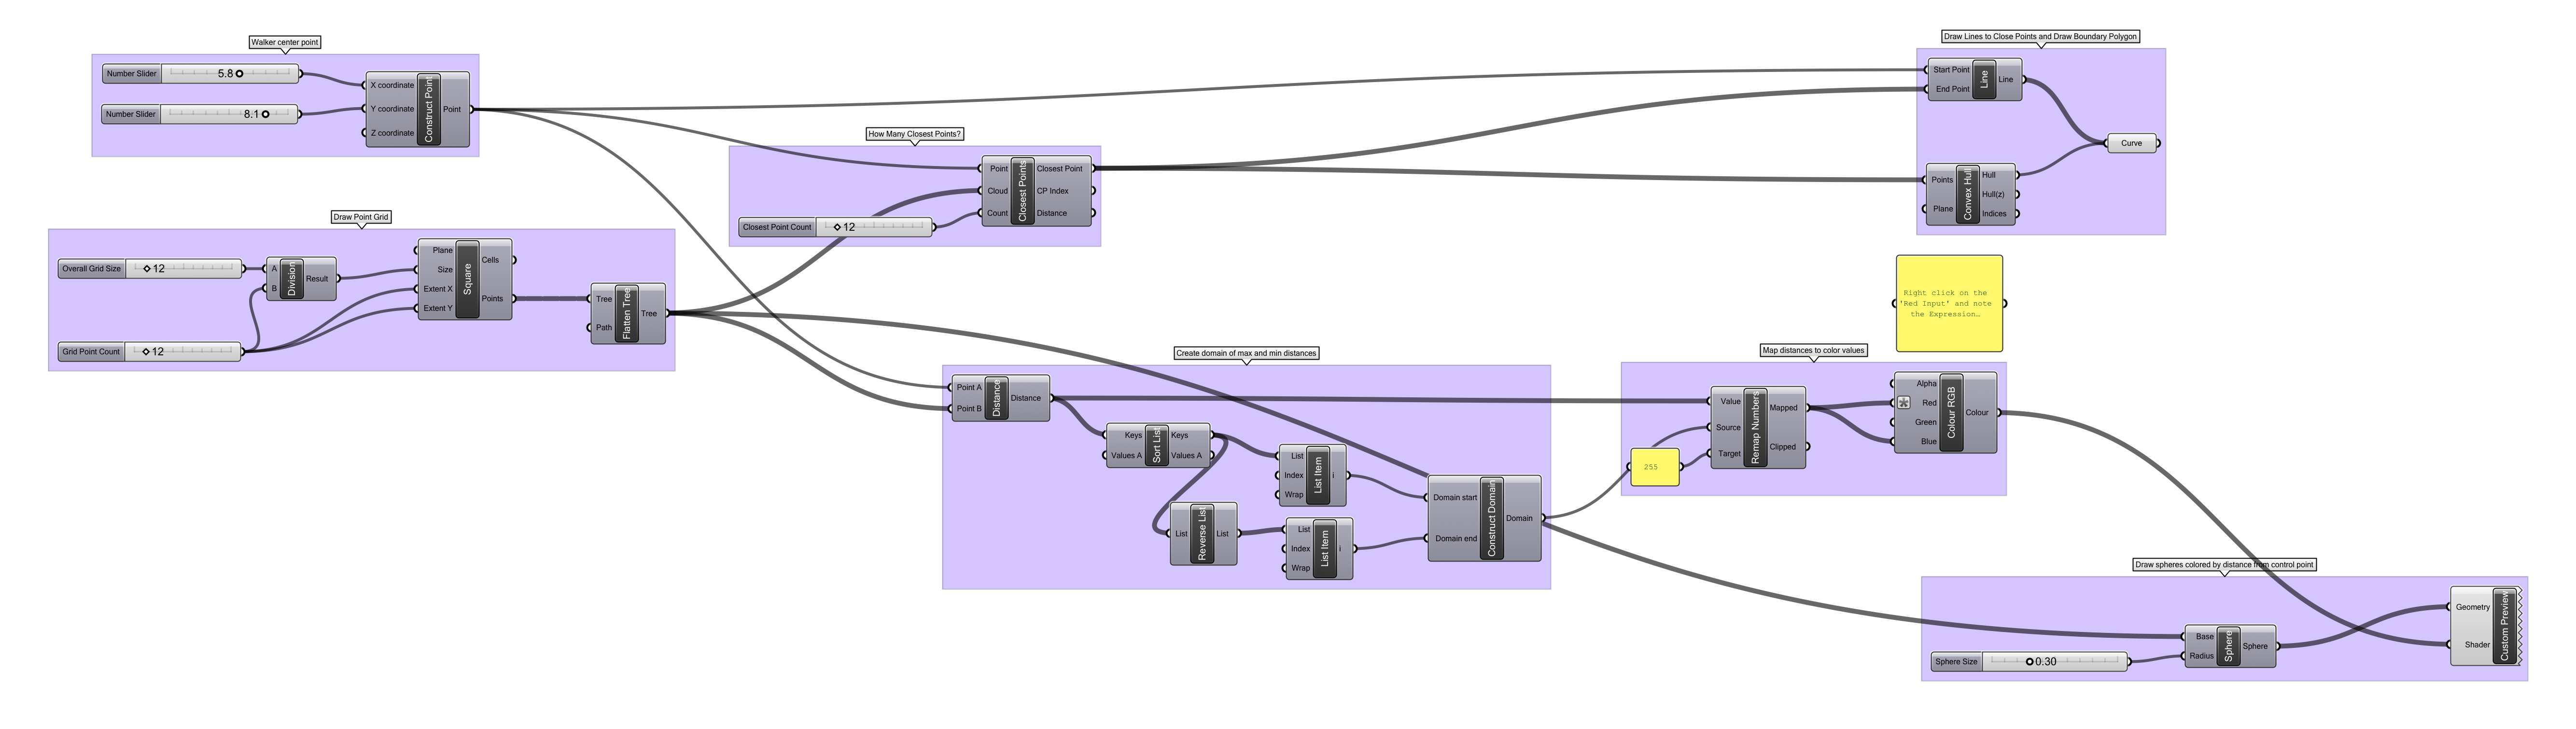 Walker center point
Number Slider
5.8
Number Slider
8.1
X coordinate
Y coordinate
Z coordinate
Construct Point
Point
Draw Point Grid
Overall Grid Size
12
Grid Point Count
12
A
B
Division
Result
Plane
Size
Extent X
Extent Y
Square
Cells
Points
Tree
Path
Flatten Tree
Tree
How Many Closest Points?
Closest Point Count
12
Point
Cloud
Count
Closest Points
Closest Point
CP Index
Distance
Draw Lines to Close Points and Draw Boundary Polygon
Start Point
End Point
Line
Line
Points
Plane
Convex Hull
Hull
Hull(z)
Indices
Curve
Right click on the
'Red Input' and note
the Expression…
Create domain of max and min distances
Point A
Point B
Distance
Distance
Keys
Values A
Sort List
Keys
Values A
List
Reverse List
List
List
Index
Wrap
List Item
i
List
Index
Wrap
List Item
i
Domain start
Domain end
Construct Domain
Domain
Map distances to color values
255
Value
Source
Target
Remap Numbers
Mapped
Clipped
Alpha
Red
Green
Blue
Colour RGB
Colour
Draw spheres colored by distance from control point
Sphere Size
0.30
Base
Radius
Sphere
Sphere
Geometry
Shader
Custom Preview